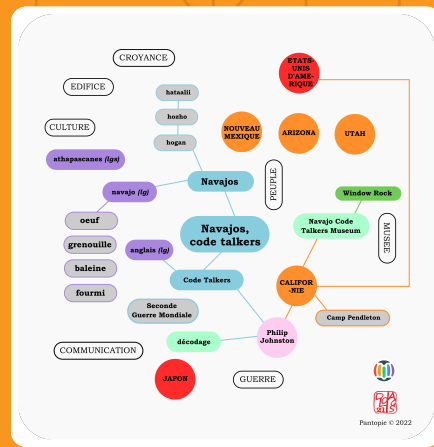 CROYANCE
ETATS-
UNIS
D'AMÉ-
RIQUE
EDIFICE
hataalii
hozho
hogan
CULTURE
NOUVEAU
MEXIQUE
ARIZONA
UTAH
athapascanes (lgs)
Navajos
PEUPLE
navajo (lg)
Window Rock
oeuf
grenouille
baleine
fourmi
Navajos,
code talkers
Navajo Code
Talkers Museum
MUSEE
anglais (lg)
Code Talkers
CALIFOR
-NIE
Seconde
Guerre Mondiale
Camp Pendleton
décodage
Philip
Johnston
COMMUNICATION
JAPON
GUERRE
Pantopic © 2022